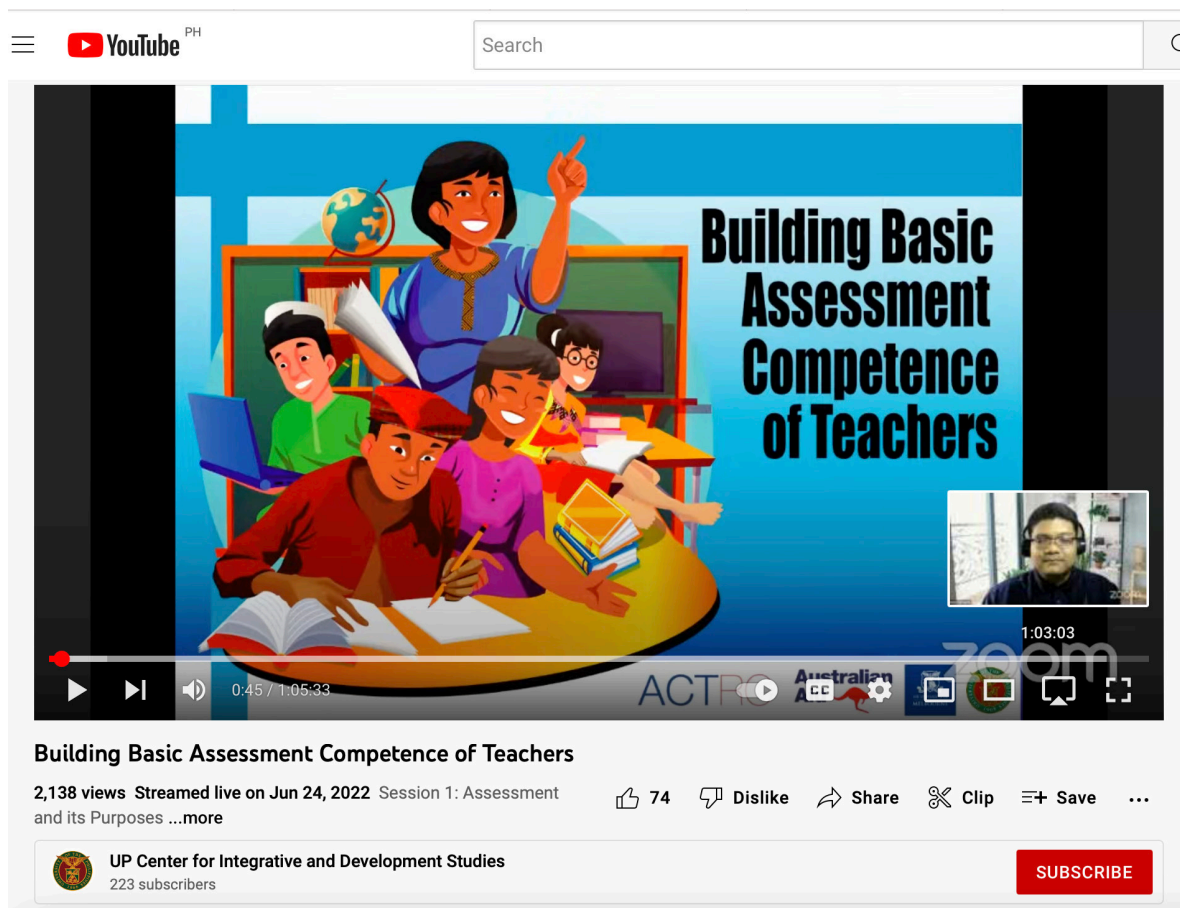 YouTube PH
Search
Building Basic
Assessment
Competence
of Teachers
zoom
1:03:03
zoom
0:45 / 1:05:33
ACTRC
Australian
CC
Building Basic Assessment Competence of Teachers
2,138 views Streamed live on Jun 24, 2022 Session 1: Assessment
and its Purposes ...more
74 Dislike Share Clip Save ...
UP Center for Integrative and Development Studies
223 subscribers
SUBSCRIBE